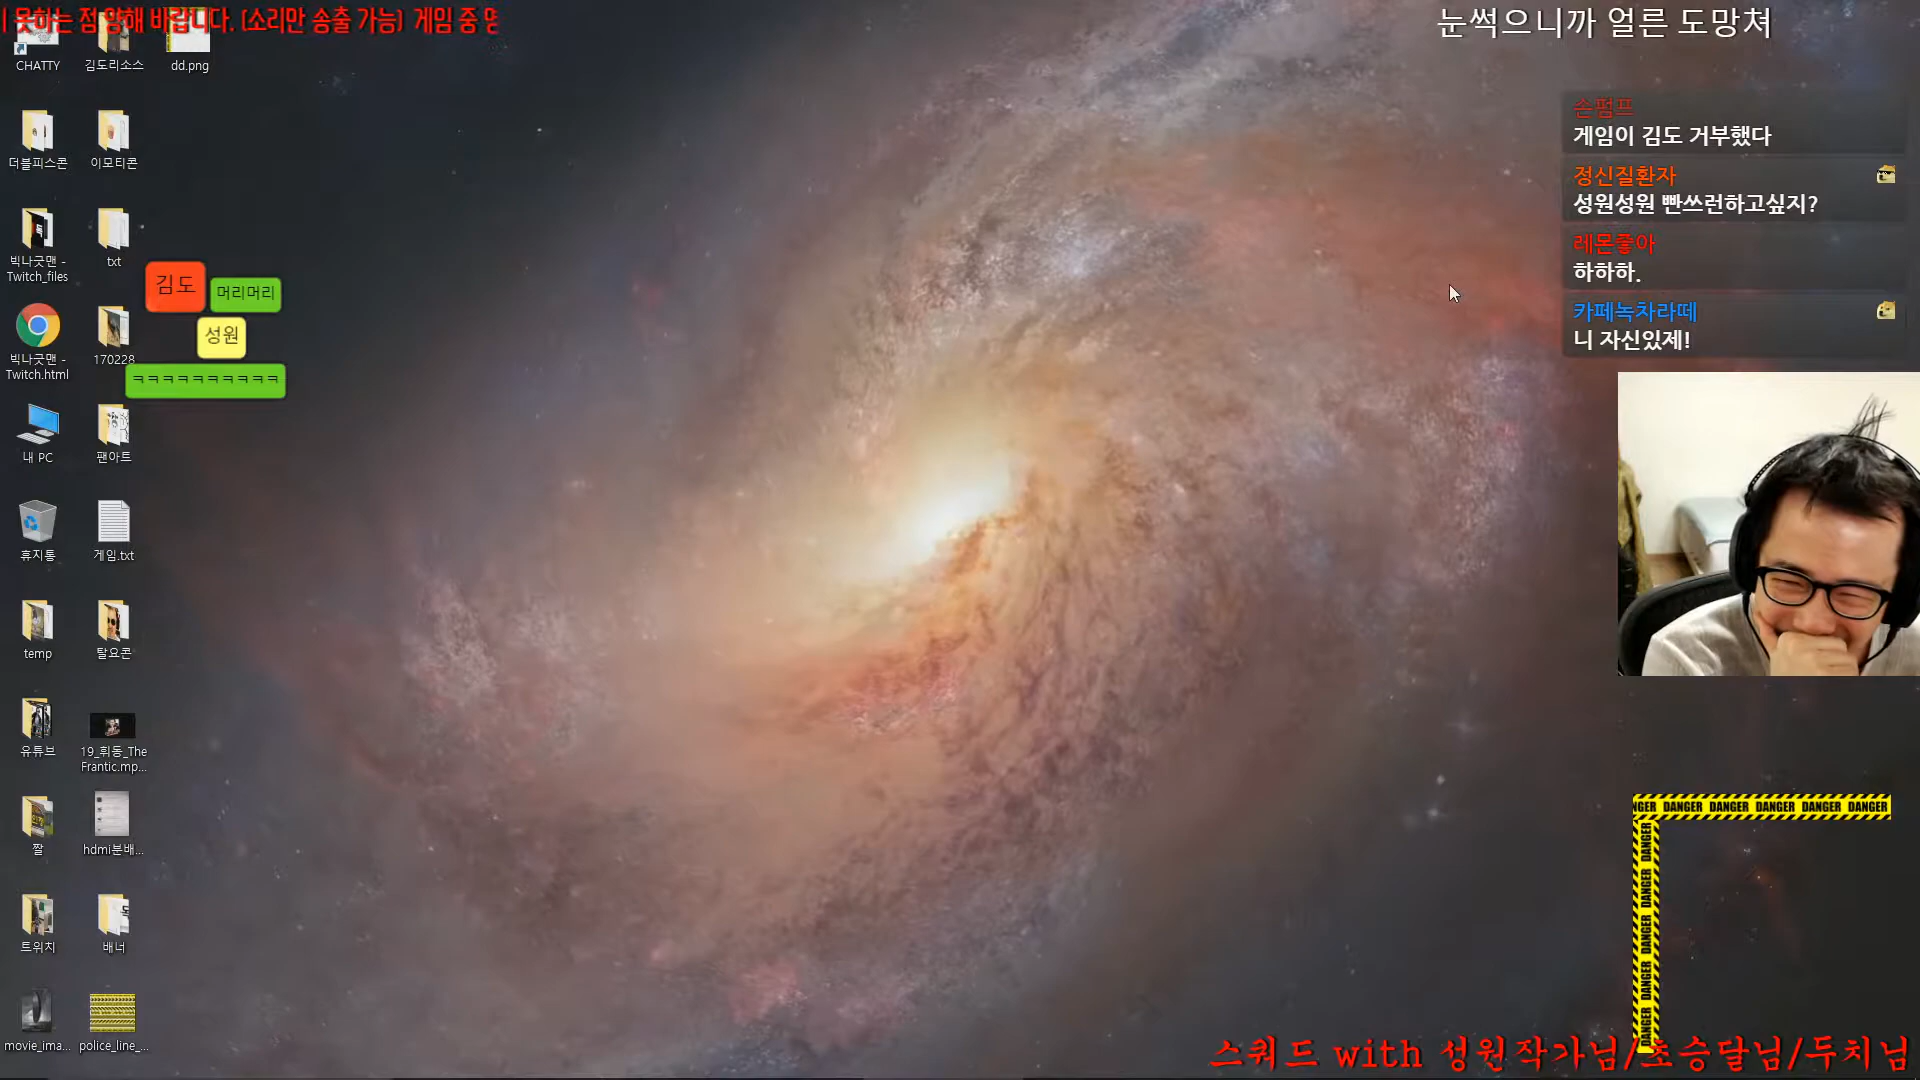 못하는 점 양해 바랍니다. (소리만 송출 가능) 게임 중
눈썩으니까 얼른 도망쳐
CHATTY
김도리소스
dd.png
손펌프
게임이 김도 거부했다
정신질환자
성원성원 빤쓰런하고싶지?
레몬좋아
하하하.
카페녹차라떼
니 자신있제!
더블피스콘
이모티콘
빅나굿맨 -
Twitch_files
txt
김도
머리머리
성원
ㅋㅋㅋㅋㅋㅋㅋㅋㅋㅋ
빅나굿맨 -
Twitch.html
170228
내 PC
팬아트
휴지통
게임.txt
temp
탈요콘
유튜브
19_휘동_The
Frantic.mp...
짤
hdmi분배...
트위치
배너
movie_ima...
police_line_...
DANGER DANGER DANGER DANGER DANGER
DANGER DANGER DANGER DANGER DANGER
스쿼드 with 성원작가님/초승달님/두치님